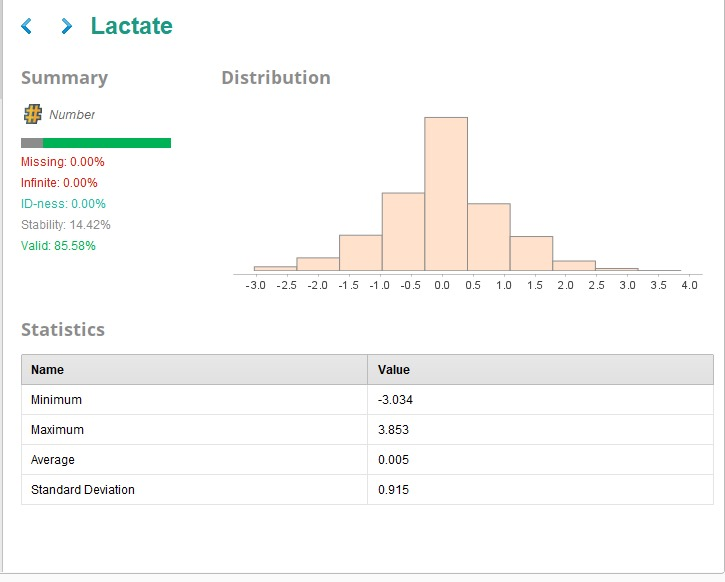 Lactate
Summary
Distribution
Number
Missing: 0.00%
Infinite: 0.00%
ID-ness: 0.00%
Stability: 14.42%
Valid: 85.58%
-3.0 -2.5 -2.0 -1.5 -1.0 -0.5 0.0 0.5 1.0 1.5 2.0 2.5 3.0 3.5 4.0
Statistics
Name Value
Minimum -3.034
Maximum 3.853
Average 0.005
Standard Deviation 0.915